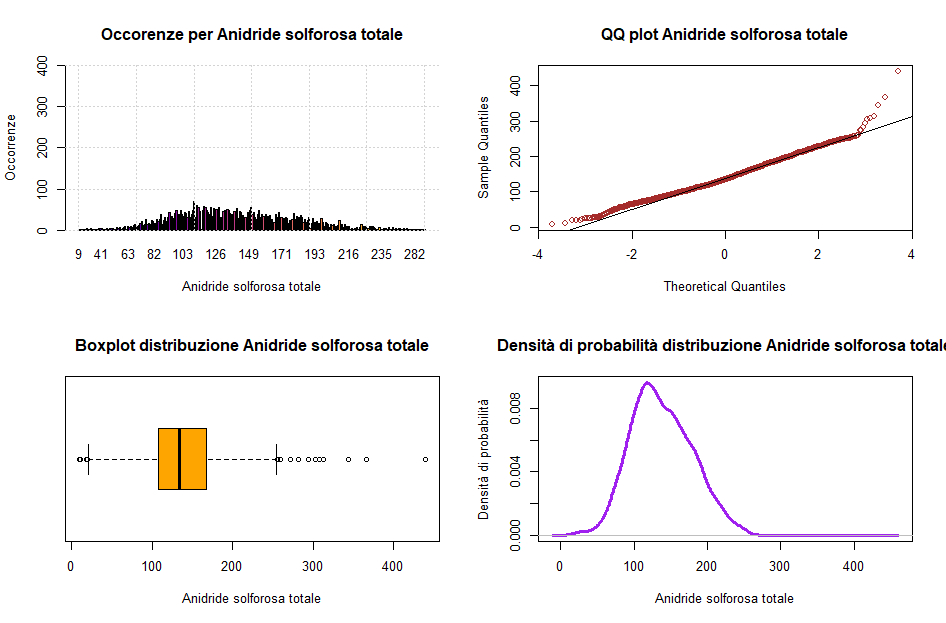 Occorenze per Anidride solforosa totale
400
300
200
100
0
Occorrenze
9 41 63 82 103 126 149 171 193 216 235 282
Anidride solforosa totale
QQ plot Anidride solforosa totale
400
300
200
100
0
Sample Quantiles
-4 -2 0 2 4
Theoretical Quantiles
Boxplot distribuzione Anidride solforosa totale
0 100 200 300 400
Anidride solforosa totale
Densità di probabilità distribuzione Anidride solforosa totale
0.008
0.004
0.000
Densità di probabilità
0 100 200 300 400
Anidride solforosa totale